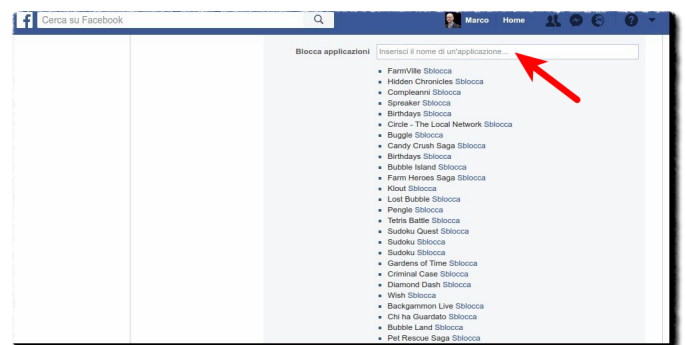 f Cerca su Facebook Marco Home
Blocca applicazioni Inserisci il nome di un'applicazione...
FarmVille Sblocca
Hidden Chronicles Sblocca
Compleanni Sblocca
Spreaker Sblocca
Birthdays Sblocca
Circle - The Local Network Sblocca
Buggle Sblocca
Candy Crush Saga Sblocca
Birthdays Sblocca
Bubble Island Sblocca
Farm Heroes Saga Sblocca
Klout Sblocca
Lost Bubble Sblocca
Pengle Sblocca
Tetris Battle Sblocca
Sudoku Quest Sblocca
Sudoku Sblocca
Sudoku Sblocca
Gardens of Time Sblocca
Criminal Case Sblocca
Diamond Dash Sblocca
Wish Sblocca
Backgammon Live Sblocca
Chi ha Guardato Sblocca
Bubble Land Sblocca
Pet Rescue Saga Sblocca